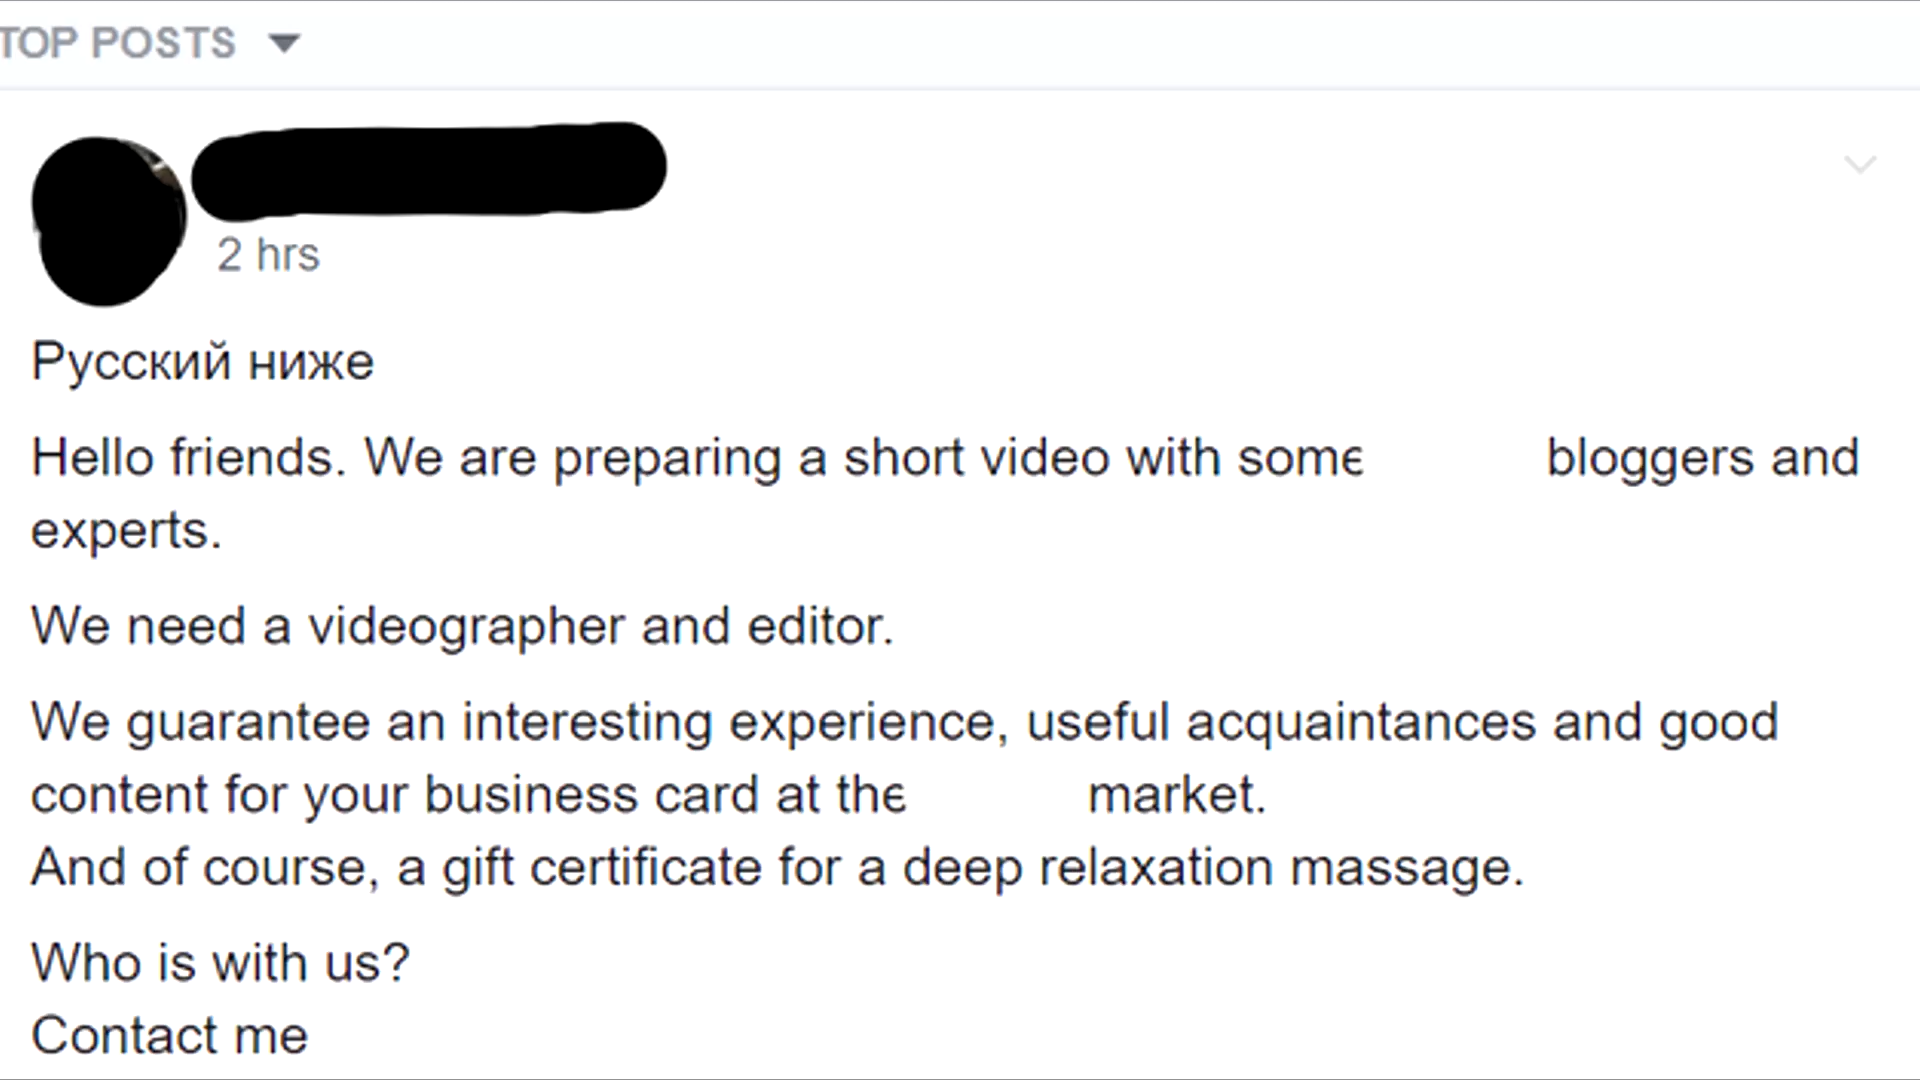 TOP POSTS
2 hrs
Русский ниже
Hello friends. We are preparing a short video with some bloggers and
experts.
We need a videographer and editor.
We guarantee an interesting experience, useful acquaintances and good
content for your business card at the market.
And of course, a gift certificate for a deep relaxation massage.
Who is with us?
Contact me